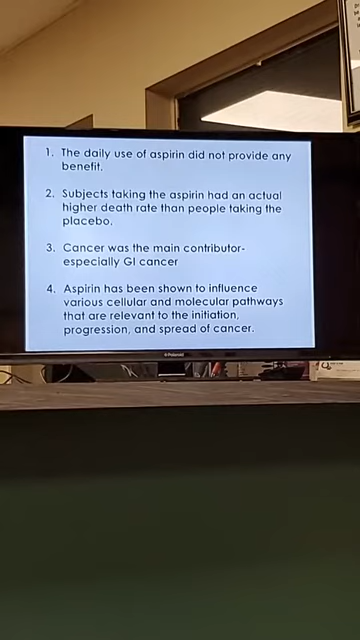 1. The daily use of aspirin did not provide any
benefit.
2. Subjects taking the aspirin had an actual
higher death rate than people taking the
placebo.
3. Cancer was the main contributor-
especially GI cancer
4. Aspirin has been shown to influence
various cellular and molecular pathways
that are relevant to the initiation,
progression, and spread of cancer.
Polaroid